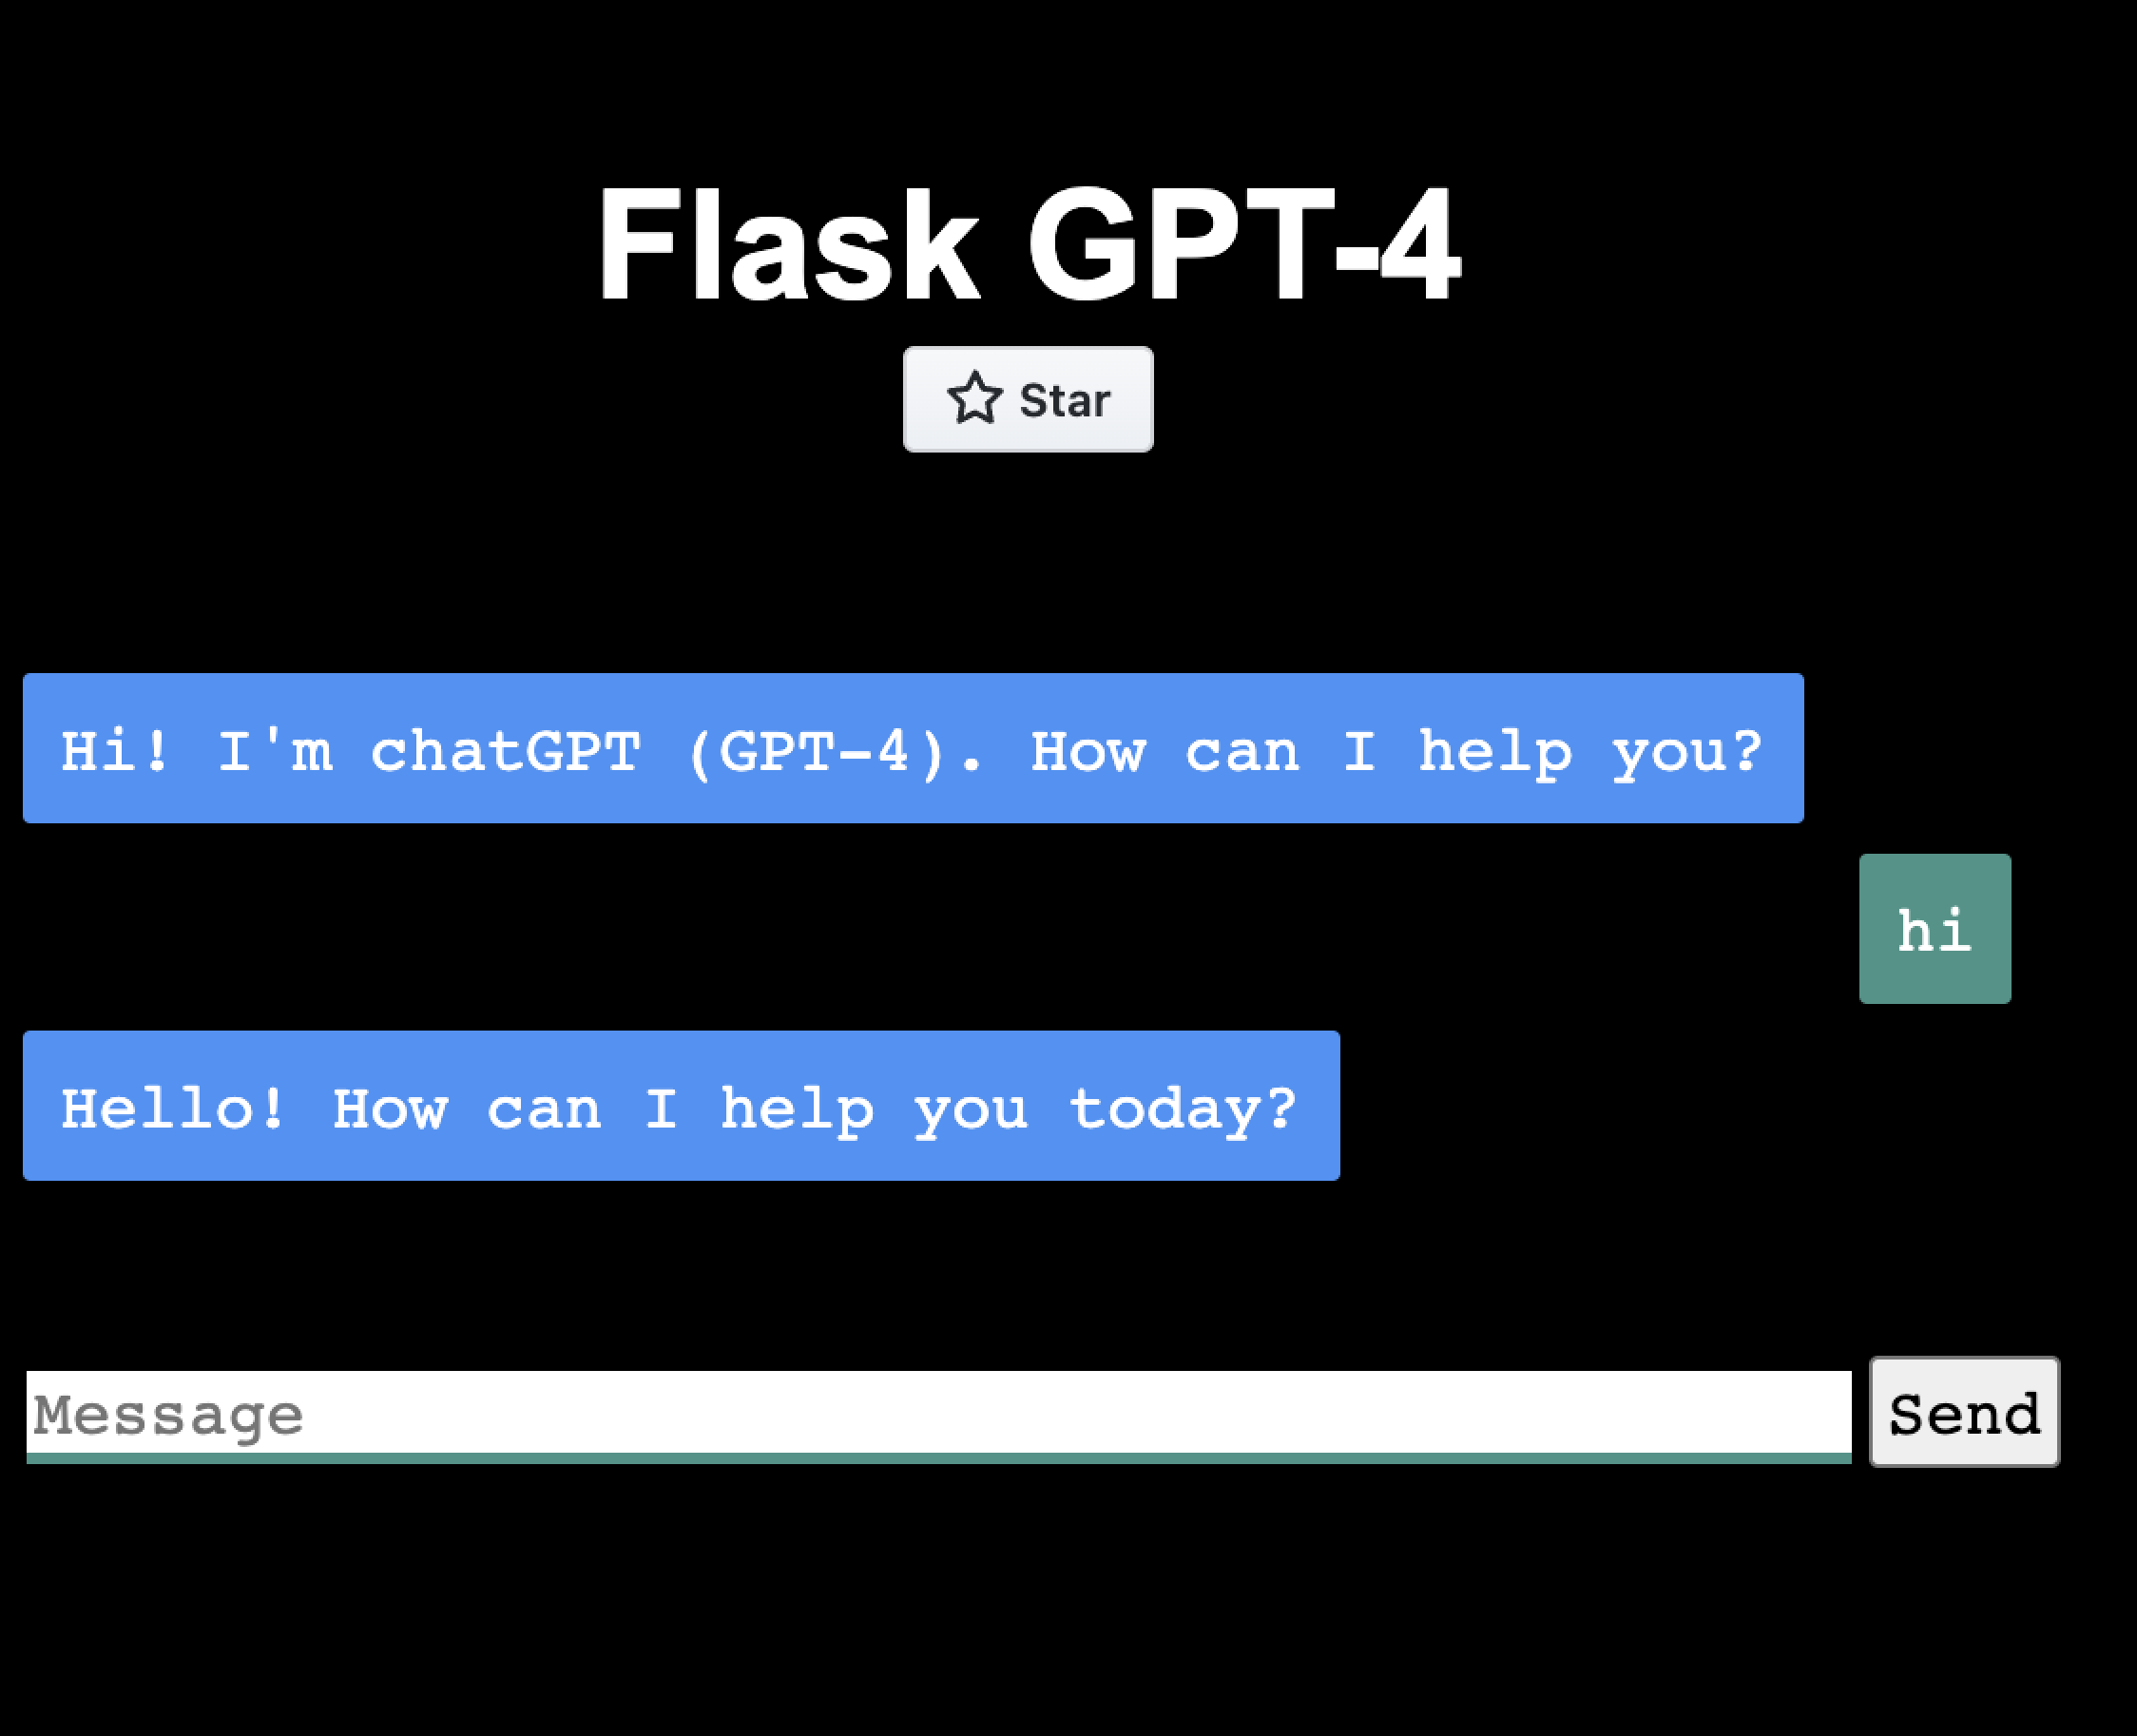 Flask GPT-4
Star
Hi! I'm chatGPT (GPT-4). How can I help you?
hi
Hello! How can I help you today?
Message
Send